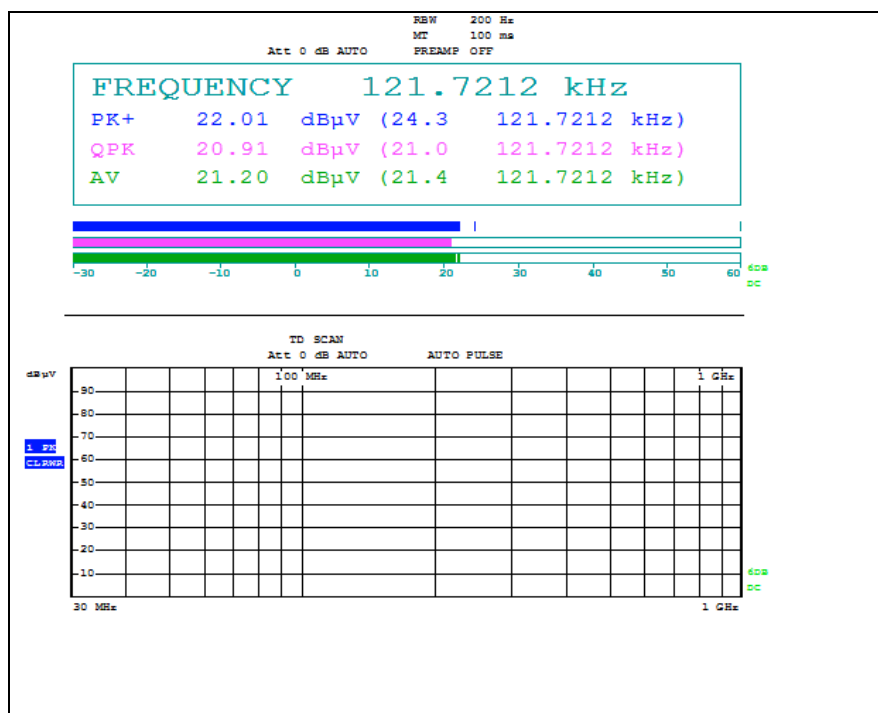 RBW 200 Hz
MT 100 ms
Att 0 dB AUTO PREAMP OFF
FREQUENCY 121.7212 kHz
PK+ 22.01 dBµV (24.3 121.7212 kHz)
QPK 20.91 dBµV (21.0 121.7212 kHz)
AV 21.20 dBµV (21.4 121.7212 kHz)
-30 -20 -10 0 10 20 30 40 50 60
6DB
DC
TD SCAN
Att 0 dB AUTO AUTO PULSE
dBµV
100 MHz 1 GHz
90
80
70
1 PK
60
CLRWR
50
40
30
20
10
6DB
DC
30 MHz 1 GHz